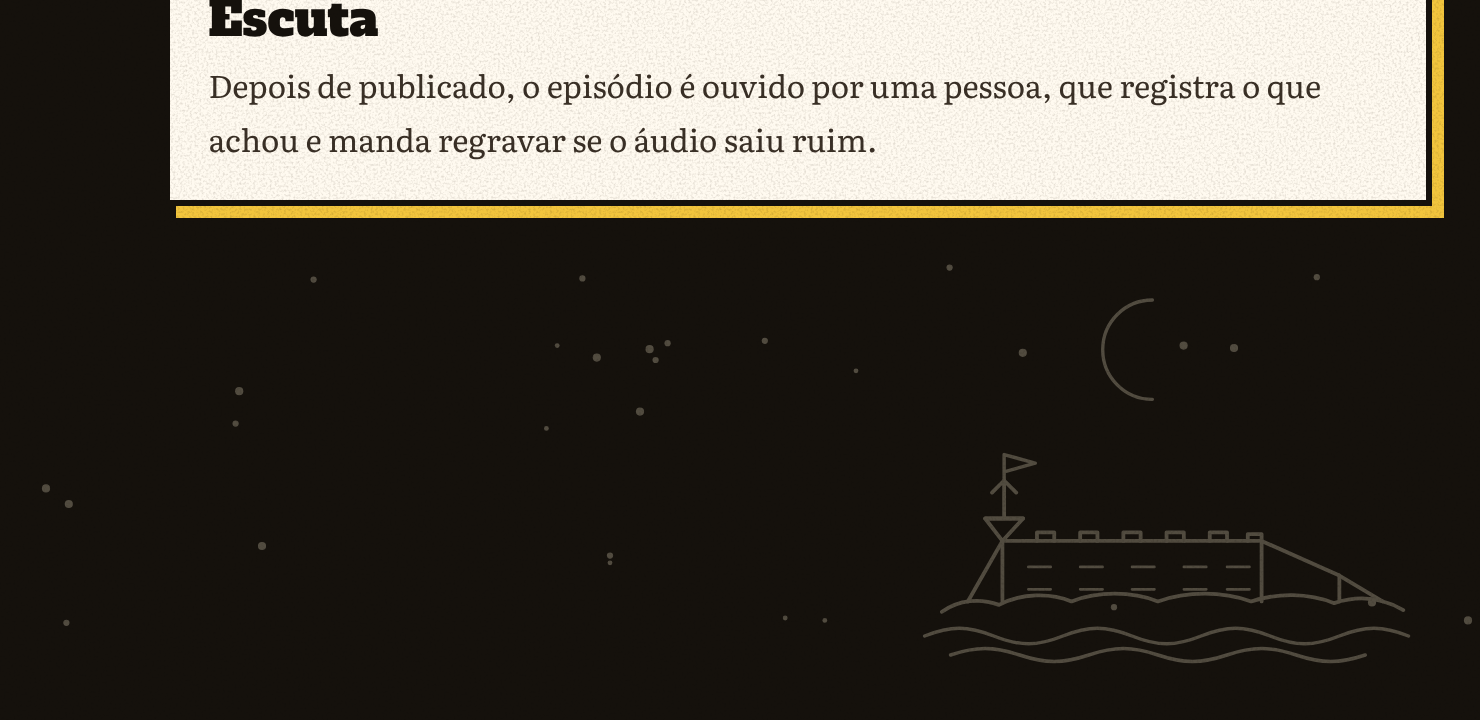 Escuta
Depois de publicado, o episódio é ouvido por uma pessoa, que registra o que
achou e manda regravar se o áudio saiu ruim.